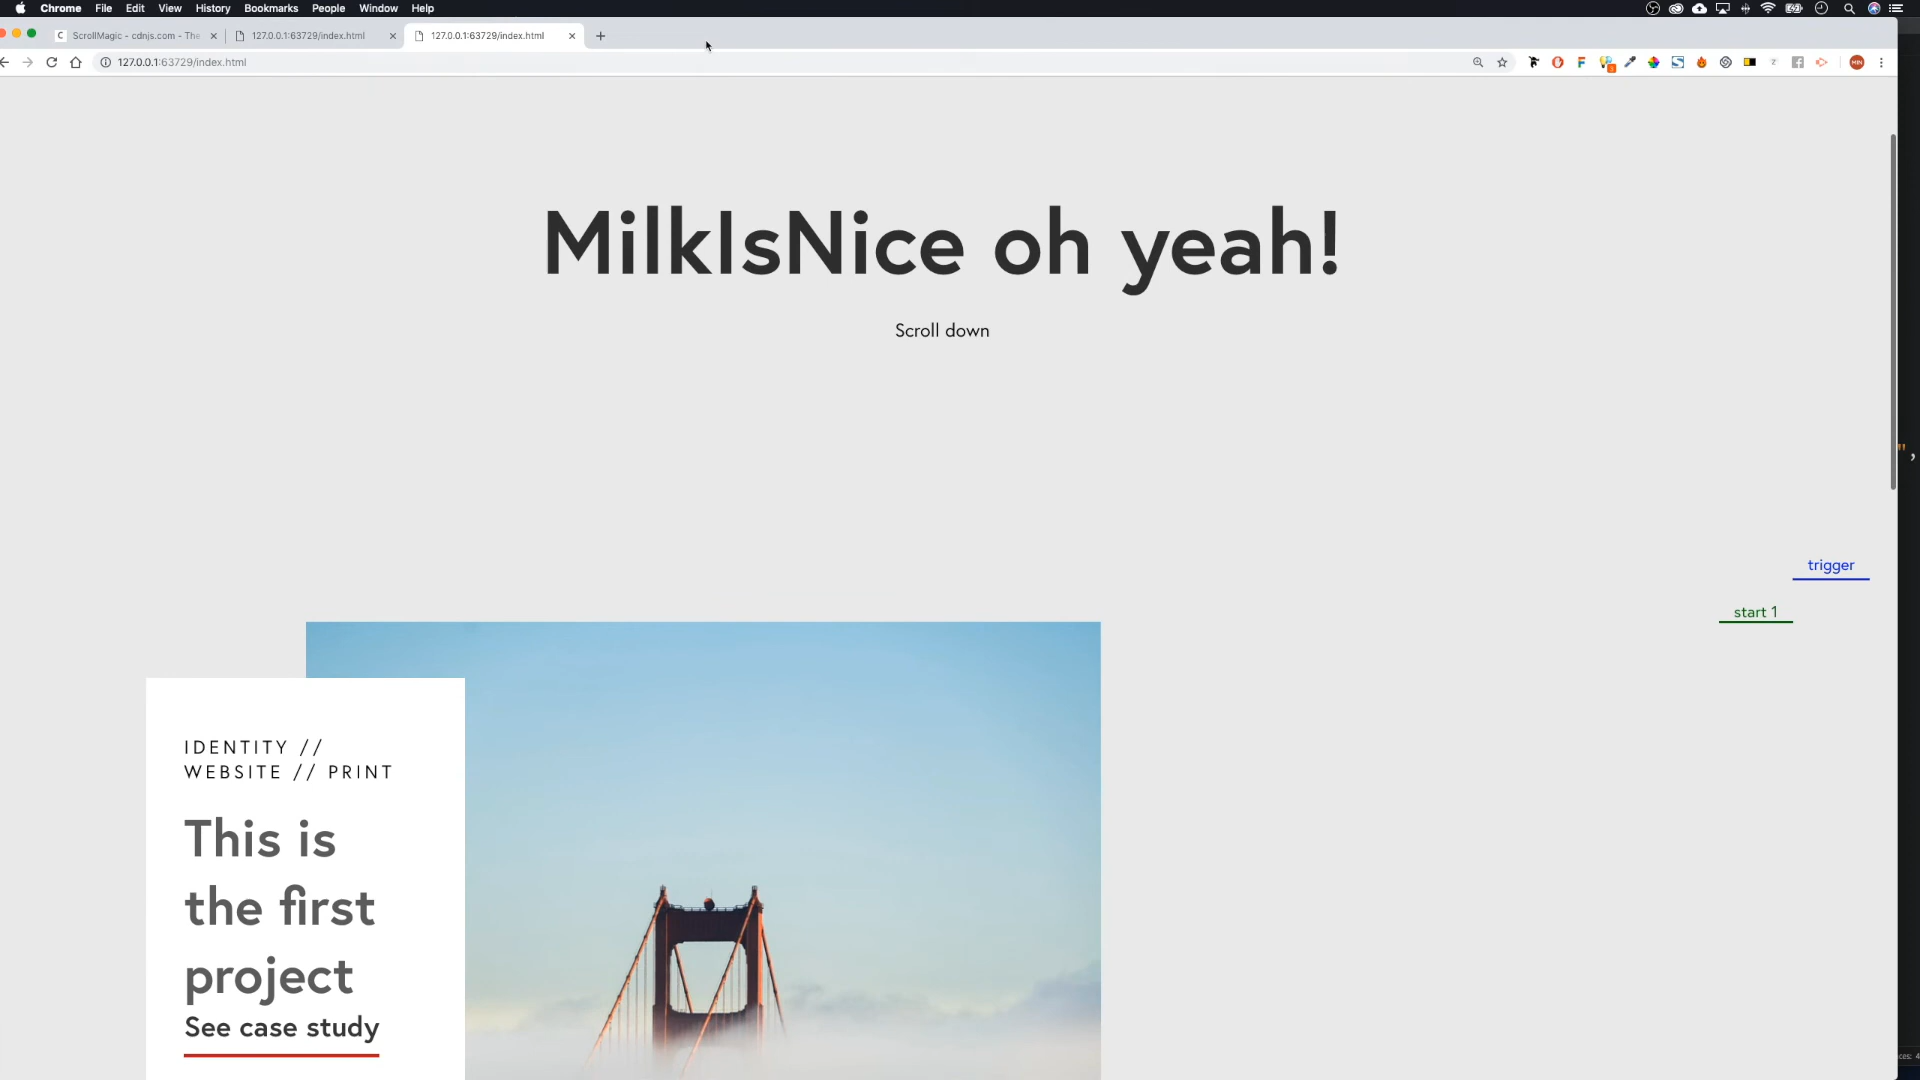 Chrome File Edit View History Bookmarks People Window Help
ScrollMagic - cdnjs.com - The
127.0.0.1:63729/index.html
127.0.0.1:63729/index.html
127.0.0.1:63729/index.html
MilkIsNice oh yeah!
Scroll down
",
trigger
start 1
IDENTITY //
WEBSITE // PRINT
This is
the first
project
See case study